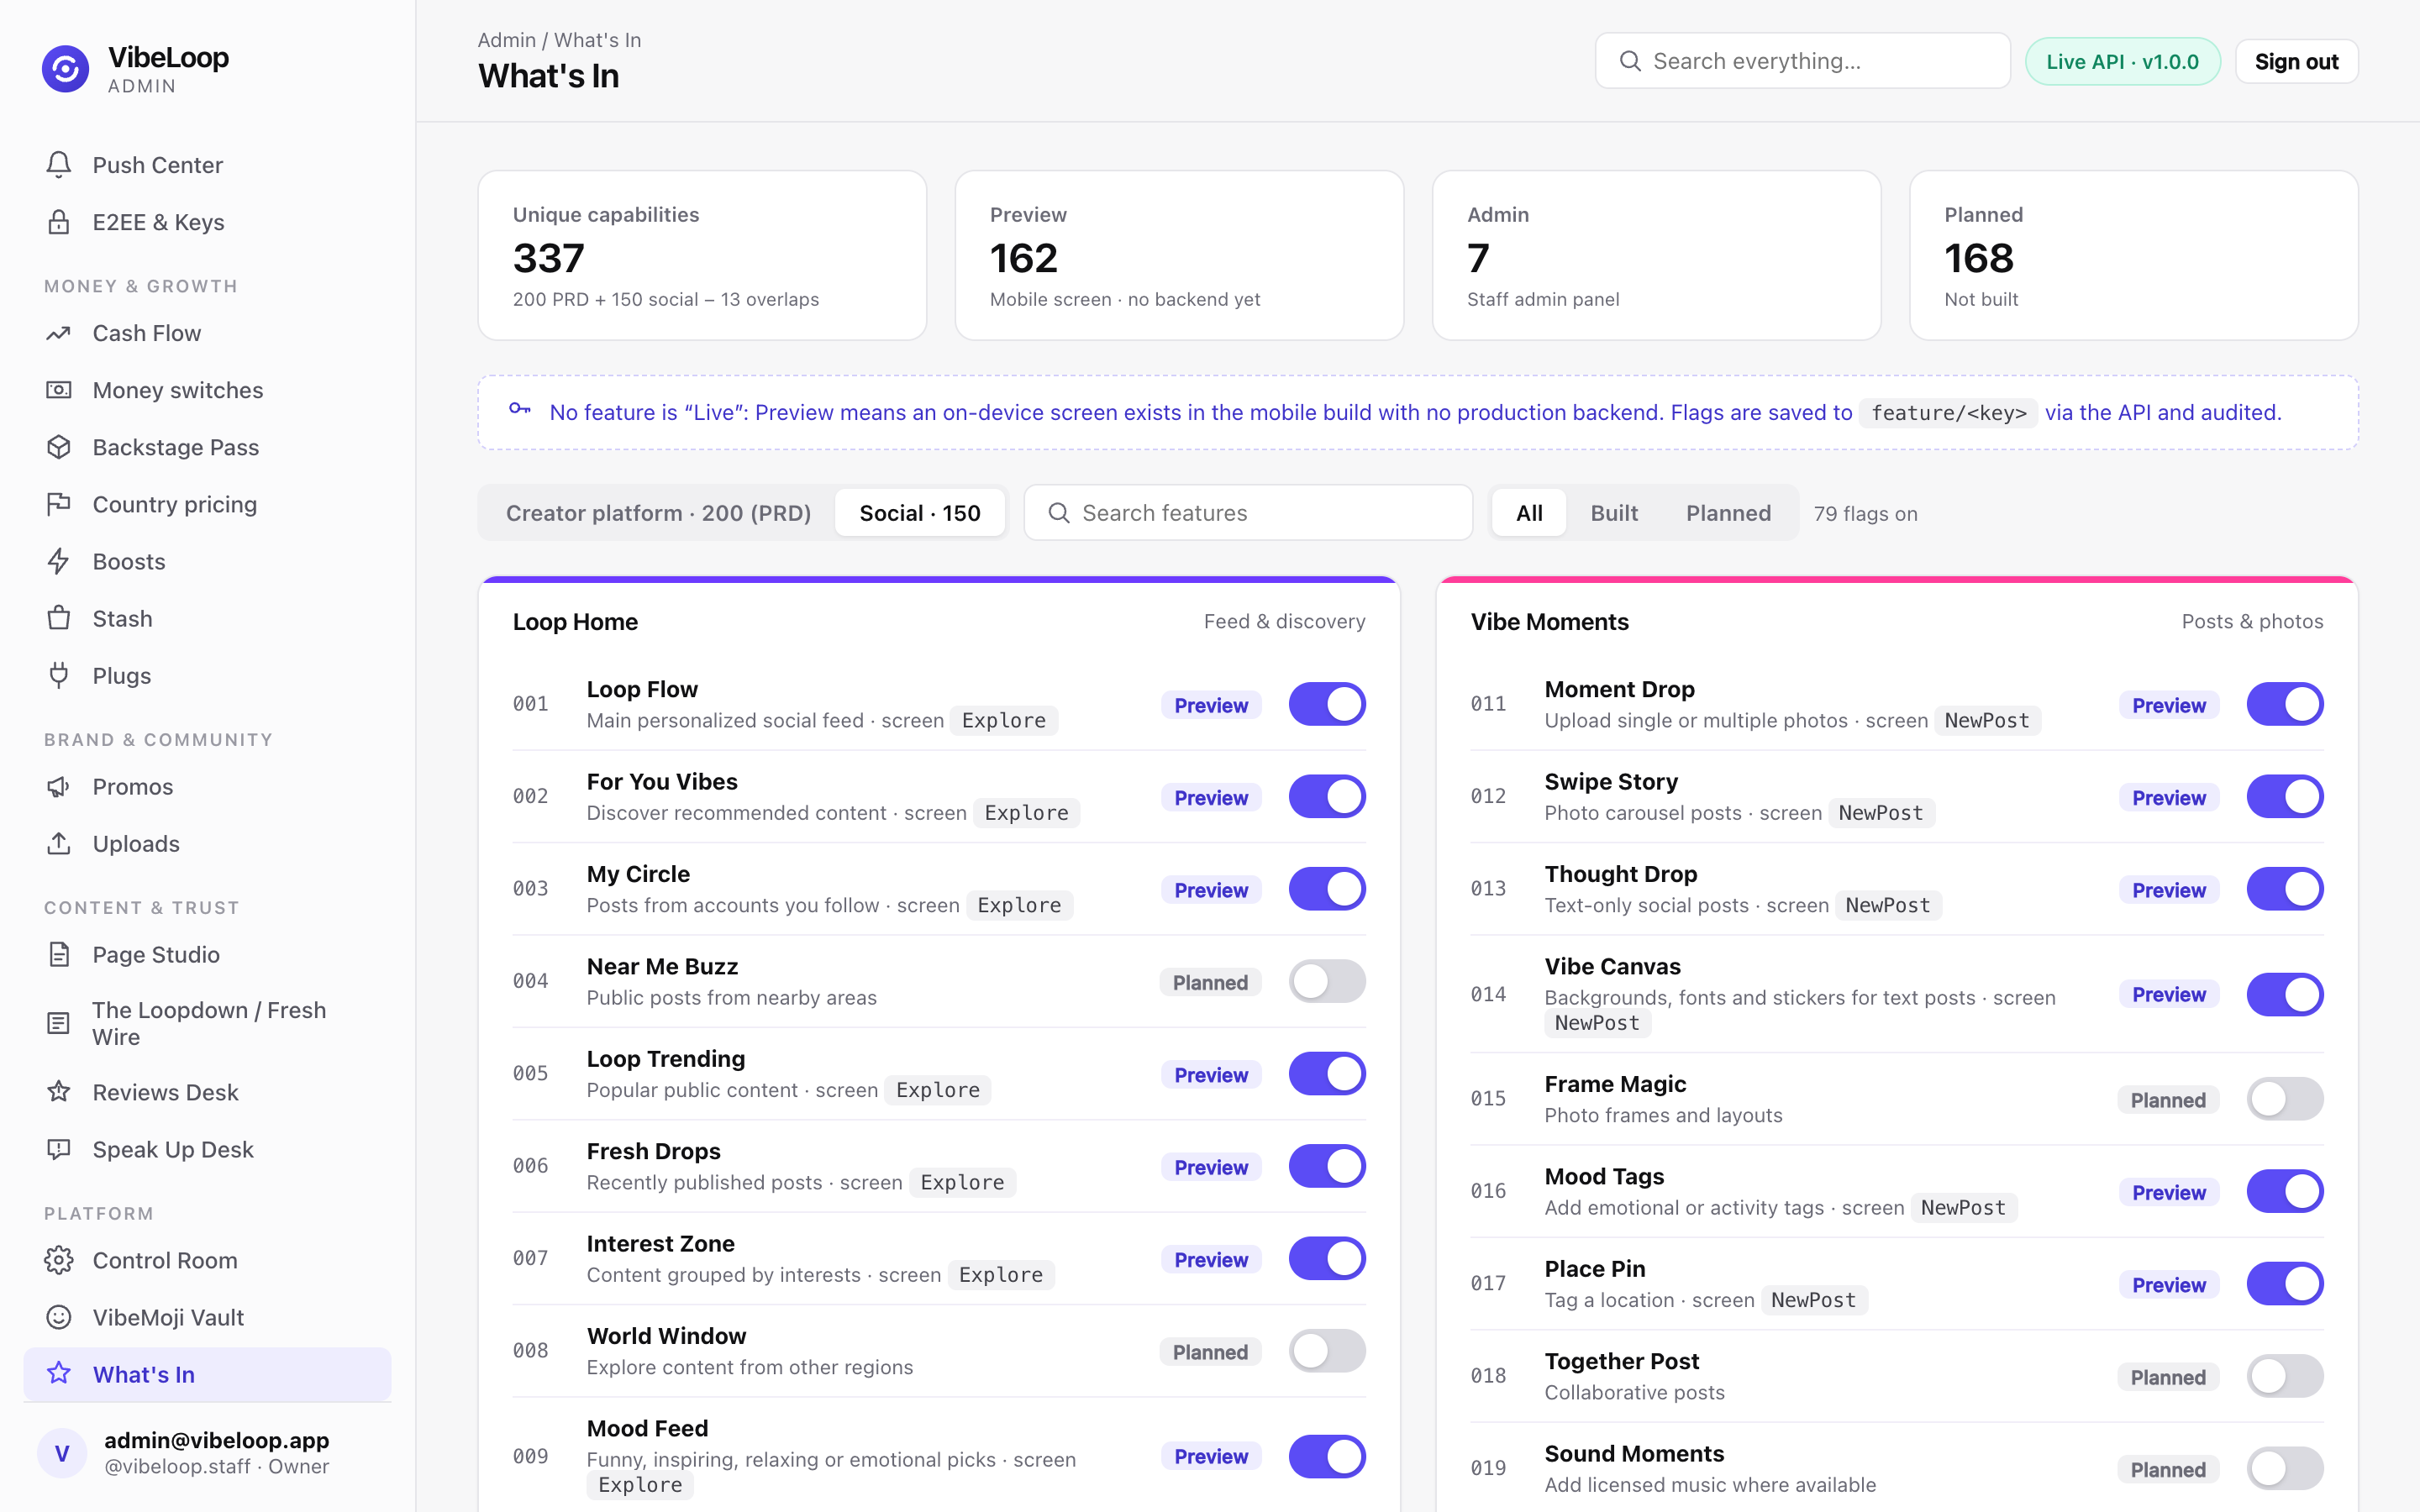 VibeLoop
ADMIN
Push Center
E2EE & Keys
MONEY & GROWTH
Cash Flow
Money switches
Backstage Pass
Country pricing
Boosts
Stash
Plugs
BRAND & COMMUNITY
Promos
Uploads
CONTENT & TRUST
Page Studio
The Loopdown / Fresh
Wire
Reviews Desk
Speak Up Desk
PLATFORM
Control Room
VibeMoji Vault
What's In
V
admin@vibeloop.app
@vibeloop.staff · Owner
Admin / What's In
What's In
Search everything...
Live API · v1.0.0
Sign out
Unique capabilities
337
200 PRD + 150 social – 13 overlaps
Preview
162
Mobile screen · no backend yet
Admin
7
Staff admin panel
Planned
168
Not built
No feature is “Live”: Preview means an on-device screen exists in the mobile build with no production backend. Flags are saved to feature/<key> via the API and audited.
Creator platform · 200 (PRD)
Social · 150
Search features
All
Built
Planned
79 flags on
Loop Home
Feed & discovery
001
Loop Flow
Main personalized social feed · screen Explore
Preview
002
For You Vibes
Discover recommended content · screen Explore
Preview
003
My Circle
Posts from accounts you follow · screen Explore
Preview
004
Near Me Buzz
Public posts from nearby areas
Planned
005
Loop Trending
Popular public content · screen Explore
Preview
006
Fresh Drops
Recently published posts · screen Explore
Preview
007
Interest Zone
Content grouped by interests · screen Explore
Preview
008
World Window
Explore content from other regions
Planned
009
Mood Feed
Funny, inspiring, relaxing or emotional picks · screen
Explore
Preview
Vibe Moments
Posts & photos
011
Moment Drop
Upload single or multiple photos · screen NewPost
Preview
012
Swipe Story
Photo carousel posts · screen NewPost
Preview
013
Thought Drop
Text-only social posts · screen NewPost
Preview
014
Vibe Canvas
Backgrounds, fonts and stickers for text posts · screen
NewPost
Preview
015
Frame Magic
Photo frames and layouts
Planned
016
Mood Tags
Add emotional or activity tags · screen NewPost
Preview
017
Place Pin
Tag a location · screen NewPost
Preview
018
Together Post
Collaborative posts
Planned
019
Sound Moments
Add licensed music where available
Planned